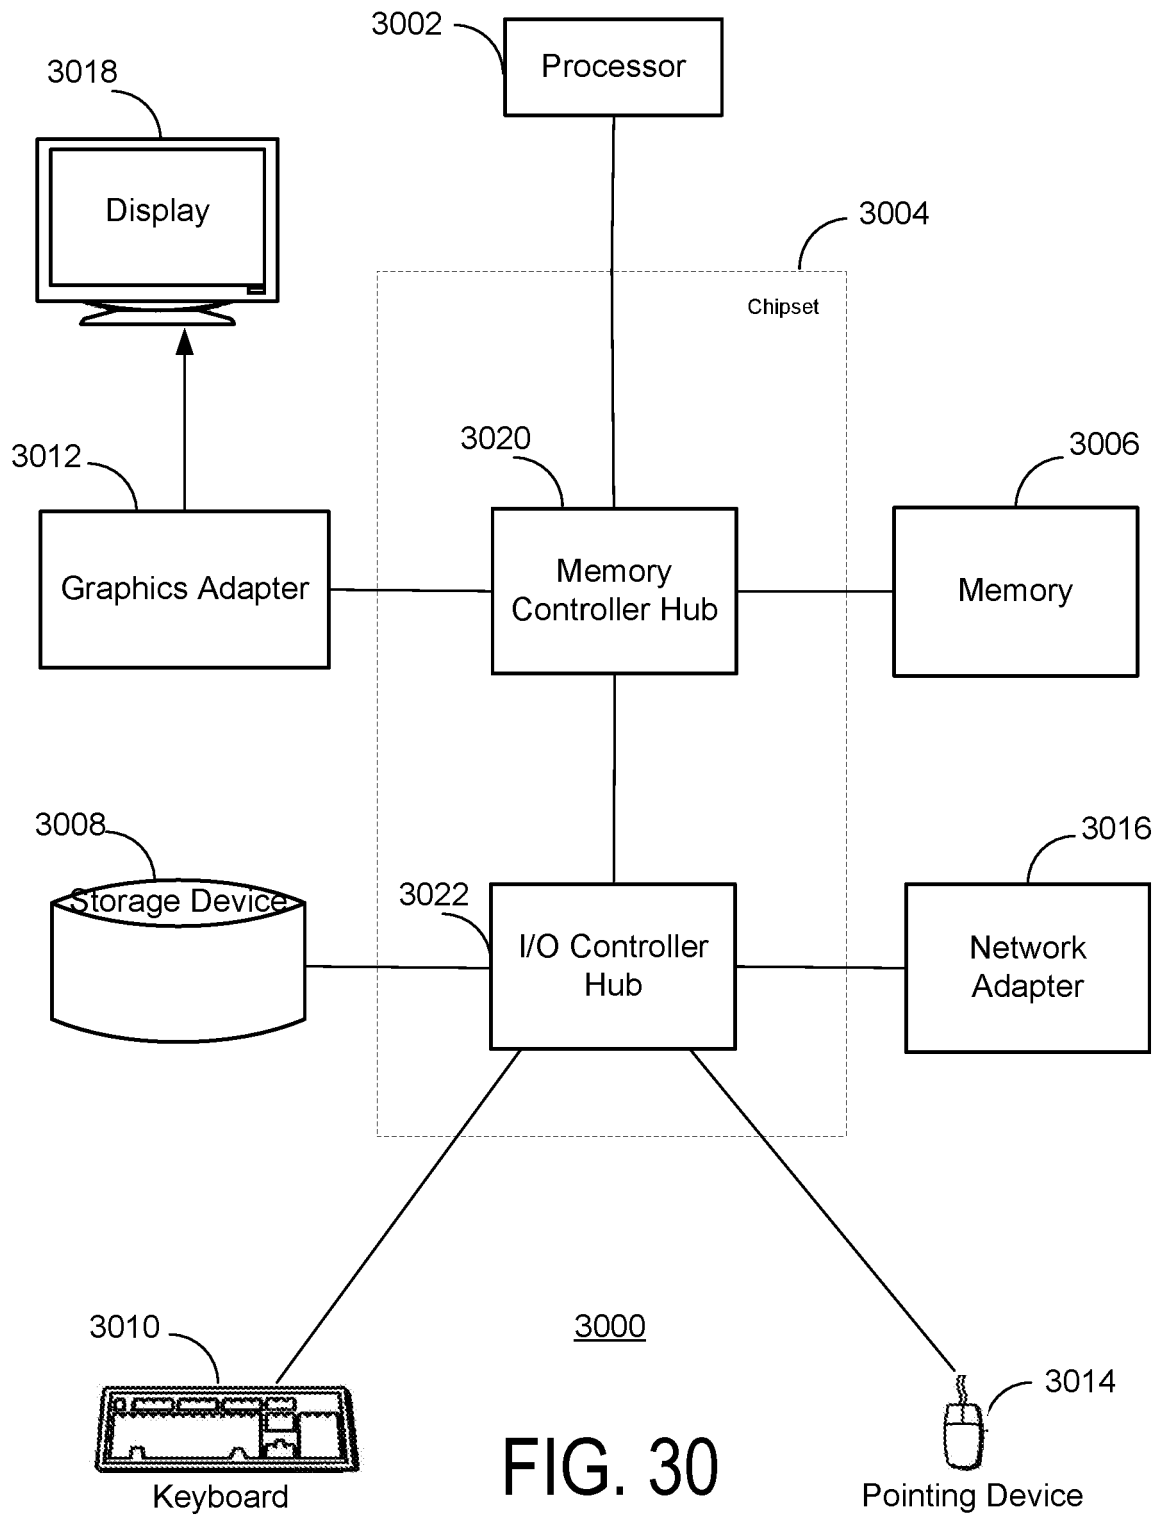 3002
Processor
3018
Display
3004
Chipset
3012
3020
3006
Graphics Adapter
Memory
Controller Hub
Memory
3008
3016
Storage Device
3022
I/O Controller
Hub
Network
Adapter
3010
3000
3014
Keyboard
FIG. 30
Pointing Device